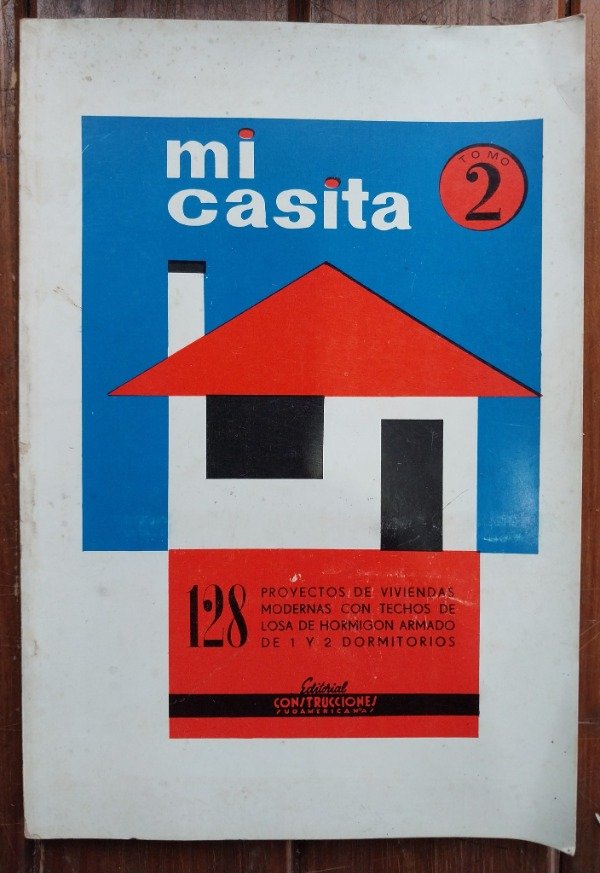 mi
casita
TOMO
2
128
PROYECTOS DE VIVIENDAS
MODERNAS CON TECHOS DE
LOSA DE HORMIGON ARMADO
DE 1 Y 2 DORMITORIOS
Editorial
CONSTRUCCIONES
SUDAMERICANAS